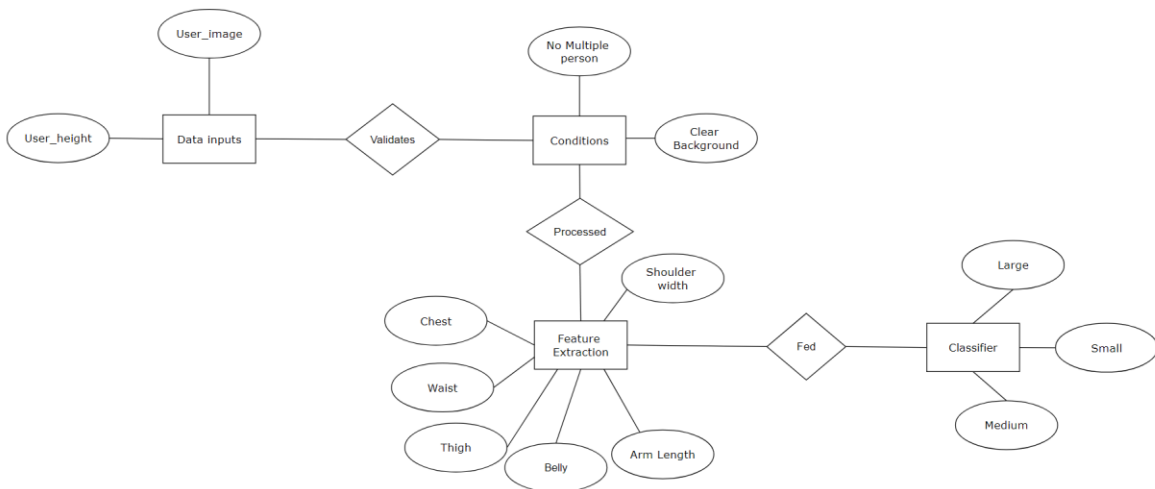 User_image
No Multiple
person
User_height
Data inputs
Validates
Conditions
Clear
Background
Processed
Shoulder
width
Large
Chest
Feature
Extraction
Fed
Classifier
Small
Waist
Medium
Thigh
Belly
Arm Length